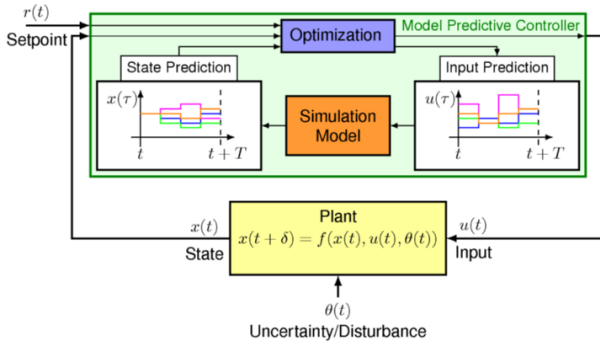 r(t)
Setpoint
Model Predictive Controller
Optimization
State Prediction
Input Prediction
x(τ)
t
t + T
Simulation
Model
u(τ)
t
t + T
x(t)
State
Plant
x(t + δ) = f(x(t), u(t), θ(t))
u(t)
Input
θ(t)
Uncertainty/Disturbance